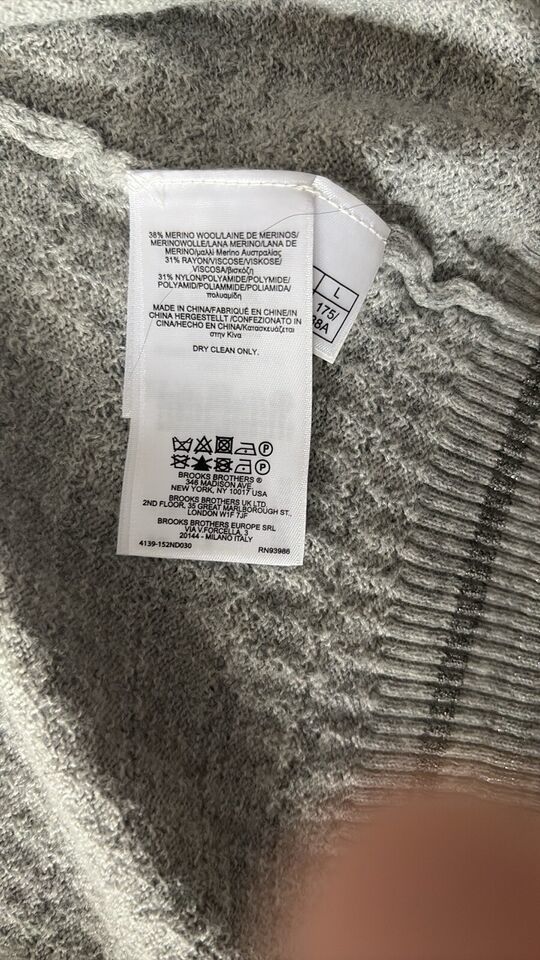 38% MERINO WOOL/LAINE DE MERINOS/
MERINOWOLLE/LANA MERINO/LANA DE
MERINO/μαλλί Merino Αυστραλίας
31% RAYON/VISCOSE/VISKOSE/
VISCOSA/βισκόζη
31% NYLON/POLYAMIDE/POLYMIDE/
POLYAMID/POLIAMMIDE/POLIAMIDA/
πολυαμίδη
MADE IN CHINA/FABRIQUÉ EN CHINE/IN
CHINA HERGESTELLT /CONFEZIONATO IN
CINA/HECHO EN CHINA/Κατασκευάζεται
στην Κίνα
DRY CLEAN ONLY.
P
P
BROOKS BROTHERS ®
346 MADISON AVE
NEW YORK, NY 10017 USA
BROOKS BROTHERS UK LTD
2ND FLOOR, 35 GREAT MARLBOROUGH ST.,
LONDON W1F 7JF
BROOKS BROTHERS EUROPE SRL
VIA V.FORCELLA, 3
20144 - MILANO ITALY
4139-152ND030 RN93986
L
175/